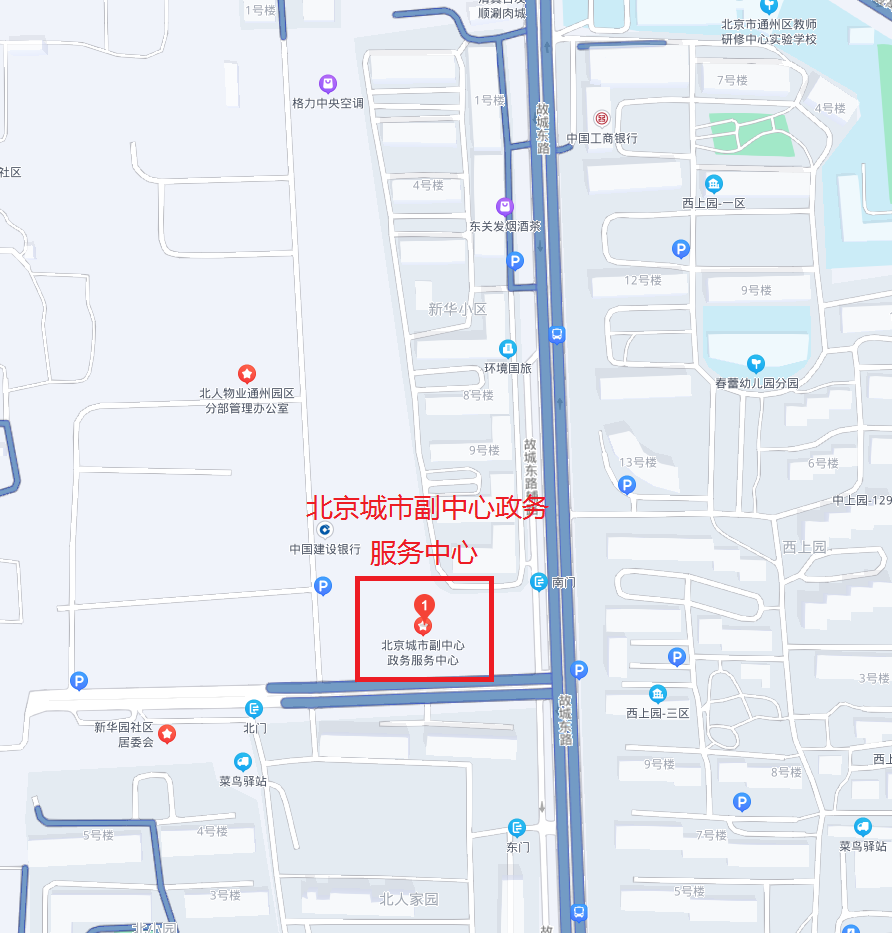 1号楼
顺涮肉城
北京市通州区教师
研修中心实验学校
格力中央空调
7号楼
1号楼
4号楼
故城东路
中国工商银行
社区
4号楼
西上园-一区
东关发烟酒茶
P
P
12号楼
9号楼
新华小区
环境国旅
北人物业通州园区
分部管理办公室
春蕾幼儿园分园
8号楼
9号楼
13号楼
6号楼
故城东路辅
P
中上园-129
北京城市副中心政务
服务中心
中国建设银行
西上园
P
南门
1
北京城市副中心
政务服务中心
P
P
P
3号楼
北门
西上园-三区
故城东路
新华园社区
居委会
菜鸟驿站
9号楼
8号楼
西上
P
5号楼
4号楼
东门
7号楼
菜鸟驿站
3号楼
北人家园
5号楼
故